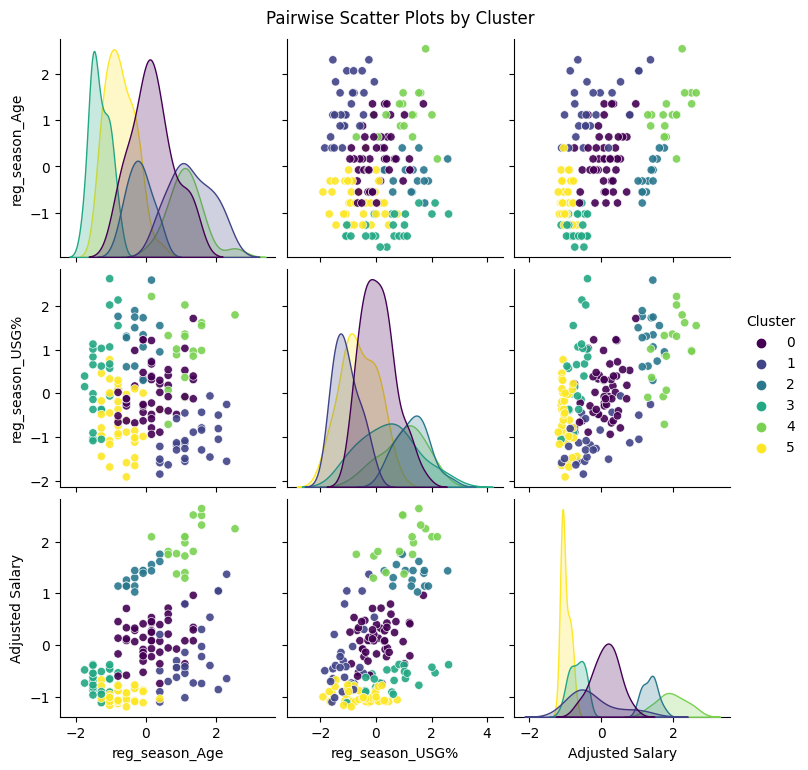 Pairwise Scatter Plots by Cluster
reg_season_Age
2
1
0
−1
reg_season_USG%
2
1
0
−1
−2
Cluster
0
1
2
3
4
5
Adjusted Salary
2
1
0
−1
−2 0 2
−2 0 2 4
−2 0 2
reg_season_Age
reg_season_USG%
Adjusted Salary